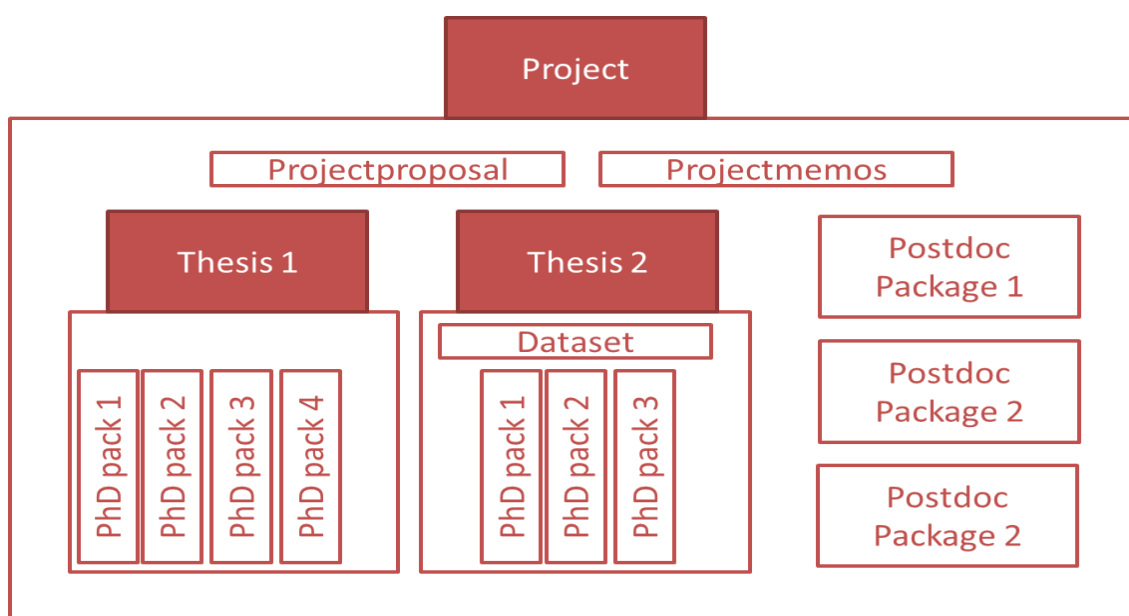 Project
Projectproposal
Projectmemos
Thesis 1
Thesis 2
Dataset
PhD pack 1
PhD pack 2
PhD pack 3
PhD pack 4
PhD pack 1
PhD pack 2
PhD pack 3
Postdoc
Package 1
Postdoc
Package 2
Postdoc
Package 2